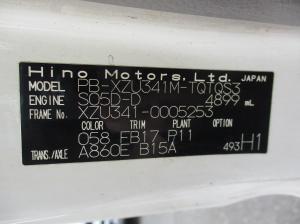 Hino Motors, Ltd. JAPAN
MODEL PB-XZU341M-TQTQS3
ENGINE S05D-D 4899 mL
FRAME No. XZU341-0005253
COLOR TRIM PLANT
058 FB17 P11
TRANS./AXLE A860E B15A 493 H1